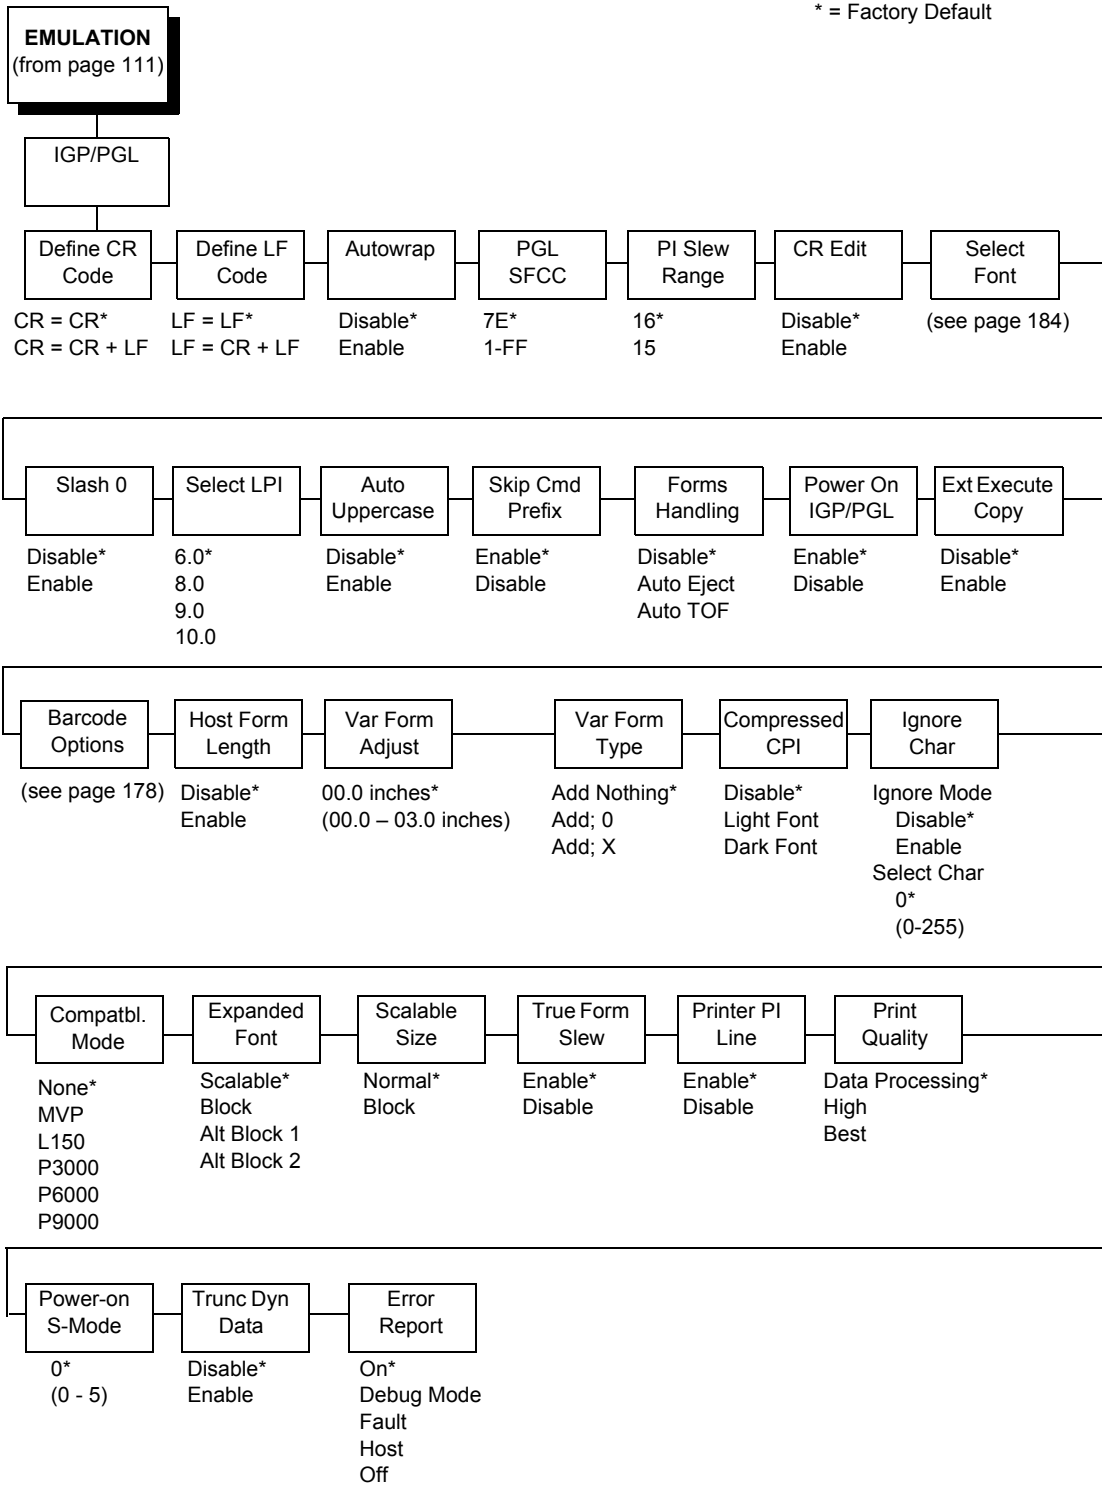 * = Factory Default
EMULATION
(from page 111)
IGP/PGL
Define CR
Code
CR = CR*
CR = CR + LF
Define LF
Code
LF = LF*
LF = CR + LF
Autowrap
Disable*
Enable
PGL
SFCC
7E*
1-FF
PI Slew
Range
16*
15
CR Edit
Disable*
Enable
Select
Font
(see page 184)
Slash 0
Disable*
Enable
Select LPI
6.0*
8.0
9.0
10.0
Auto
Uppercase
Disable*
Enable
Skip Cmd
Prefix
Enable*
Disable
Forms
Handling
Disable*
Auto Eject
Auto TOF
Power On
IGP/PGL
Enable*
Disable
Ext Execute
Copy
Disable*
Enable
Barcode
Options
(see page 178)
Host Form
Length
Disable*
Enable
Var Form
Adjust
00.0 inches*
(00.0 – 03.0 inches)
Var Form
Type
Add Nothing*
Add; 0
Add; X
Compressed
CPI
Disable*
Light Font
Dark Font
Ignore
Char
Ignore Mode
Disable*
Enable
Select Char
0*
(0-255)
Compatbl.
Mode
None*
MVP
L150
P3000
P6000
P9000
Expanded
Font
Scalable*
Block
Alt Block 1
Alt Block 2
Scalable
Size
Normal*
Block
True Form
Slew
Enable*
Disable
Printer PI
Line
Enable*
Disable
Print
Quality
Data Processing*
High
Best
Power-on
S-Mode
0*
(0 - 5)
Trunc Dyn
Data
Disable*
Enable
Error
Report
On*
Debug Mode
Fault
Host
Off